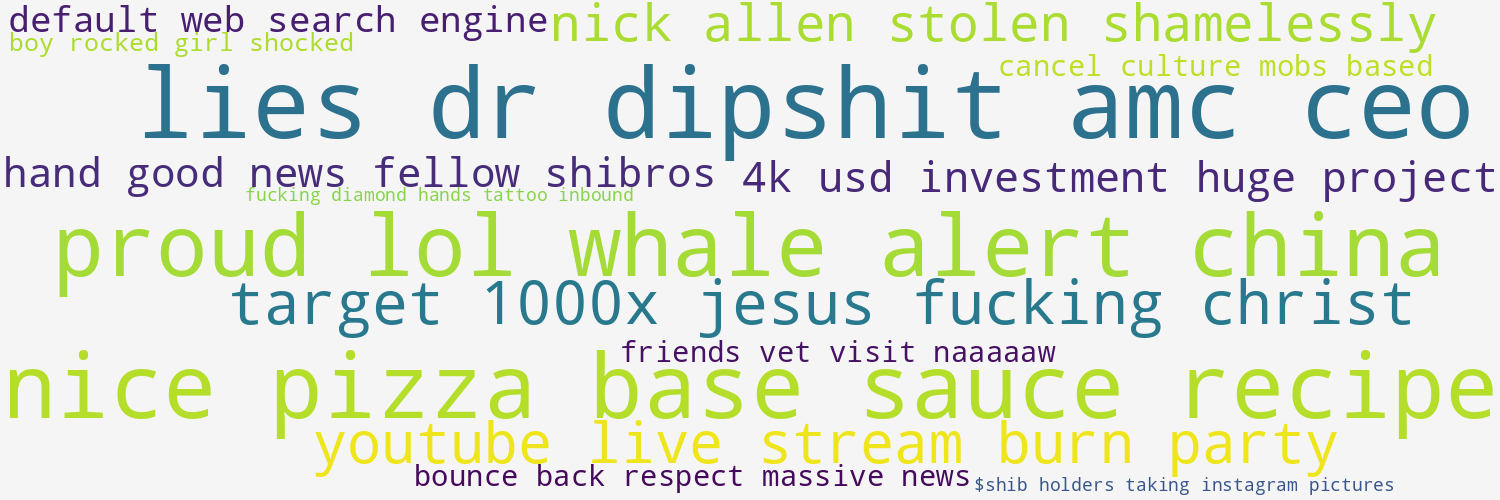 default web search engine
nick allen stolen shamelessly
boy rocked girl shocked
cancel culture mobs based
lies dr dipshit amc ceo
hand good news fellow shibros
4k usd investment huge project
fucking diamond hands tattoo inbound
proud lol whale alert china
target 1000x jesus fucking christ
friends vet visit naaaaaw
nice pizza base sauce recipe
youtube live stream burn party
bounce back respect massive news
$shib holders taking instagram pictures